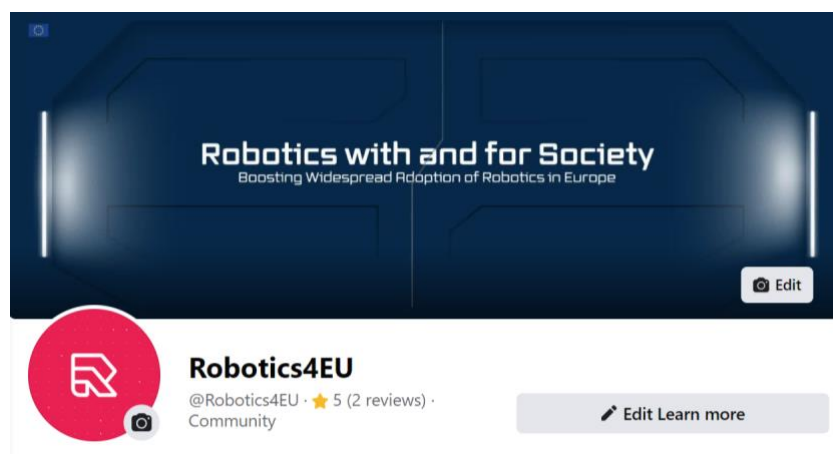 Robotics with and for Society
Boosting Widespread Adoption of Robotics in Europe
Edit
Robotics4EU
@Robotics4EU · ★ 5 (2 reviews) ·
Community
Edit Learn more